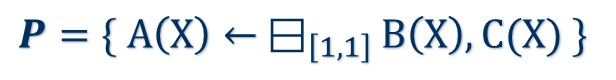 P = { A(X) ← ⊟[1,1] B(X), C(X) }